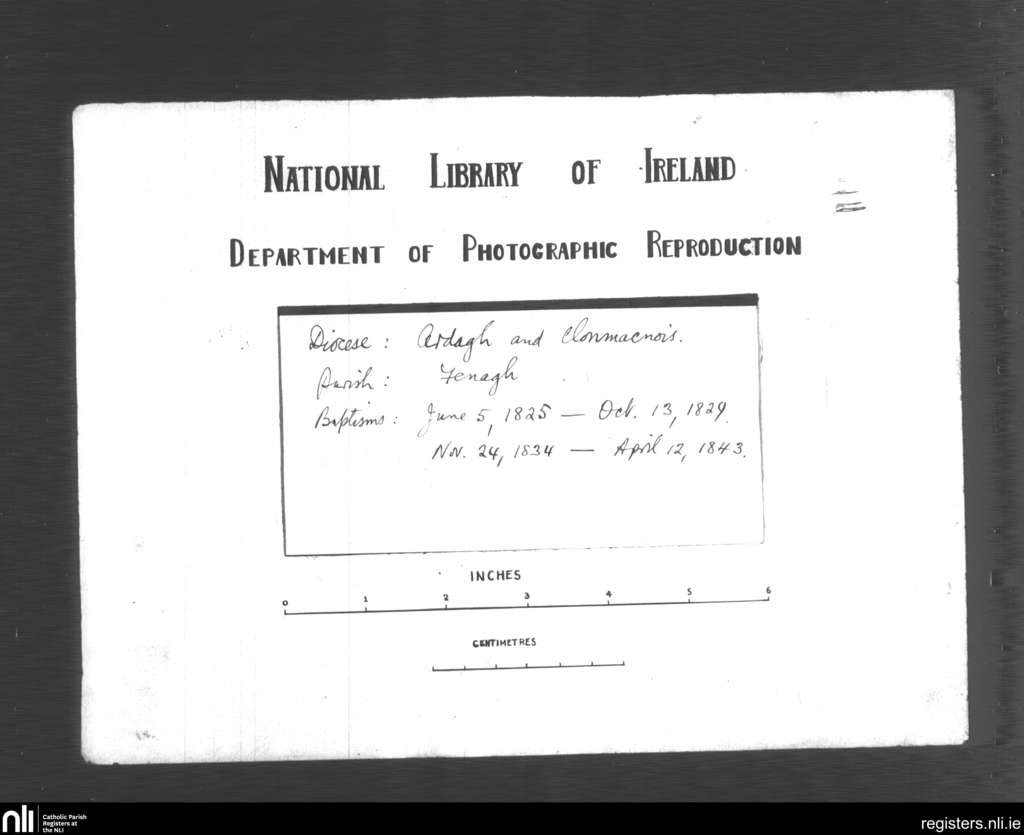 NATIONAL LIBRARY OF IRELAND
DEPARTMENT OF PHOTOGRAPHIC REPRODUCTION
Diocese: Ardagh and Clonmacnois.
Parish: Fenagh
Baptisms: June 5, 1825 — Oct. 13, 1829.
Nov. 24, 1834 — April 12, 1843.
INCHES
0 1 2 3 4 5 6
CENTIMETRES
nli Catholic Parish
Registers at
the NLI
registers.nli.ie